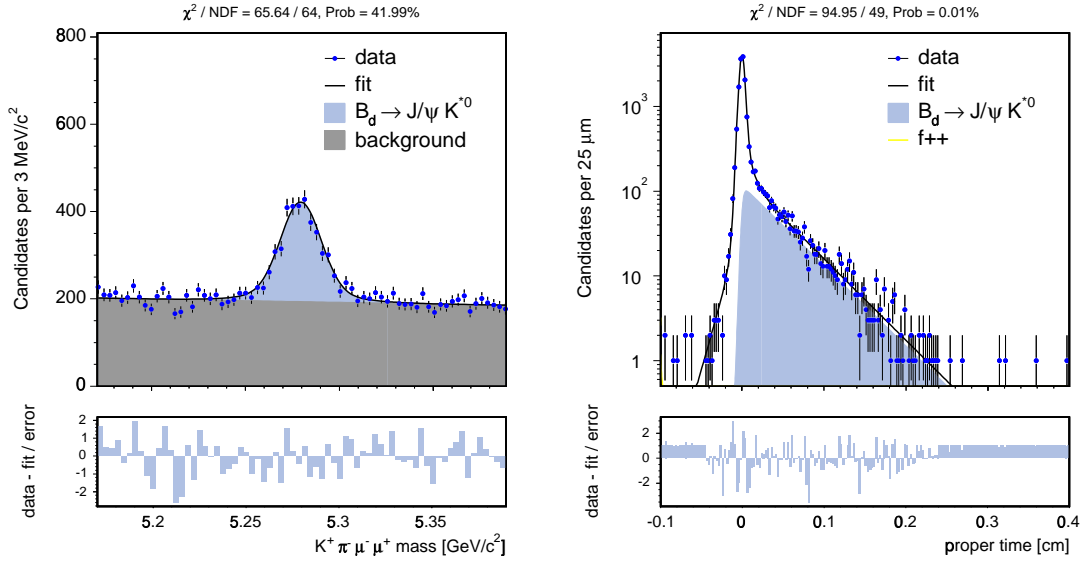 χ² / NDF = 65.64 / 64, Prob = 41.99%
800
600
400
200
0
Candidates per 3 MeV/c²
data
fit
B_d → J/ψ K*⁰
background
2
1
0
-1
-2
data - fit / error
5.2
5.25
5.3
5.35
K⁺ π⁻ μ⁻ μ⁺ mass [GeV/c²]
χ² / NDF = 94.95 / 49, Prob = 0.01%
10³
10²
10
1
Candidates per 25 μm
data
fit
B_d → J/ψ K*⁰
f++
2
0
-2
data - fit / error
-0.1
0
0.1
0.2
0.3
0.4
proper time [cm]